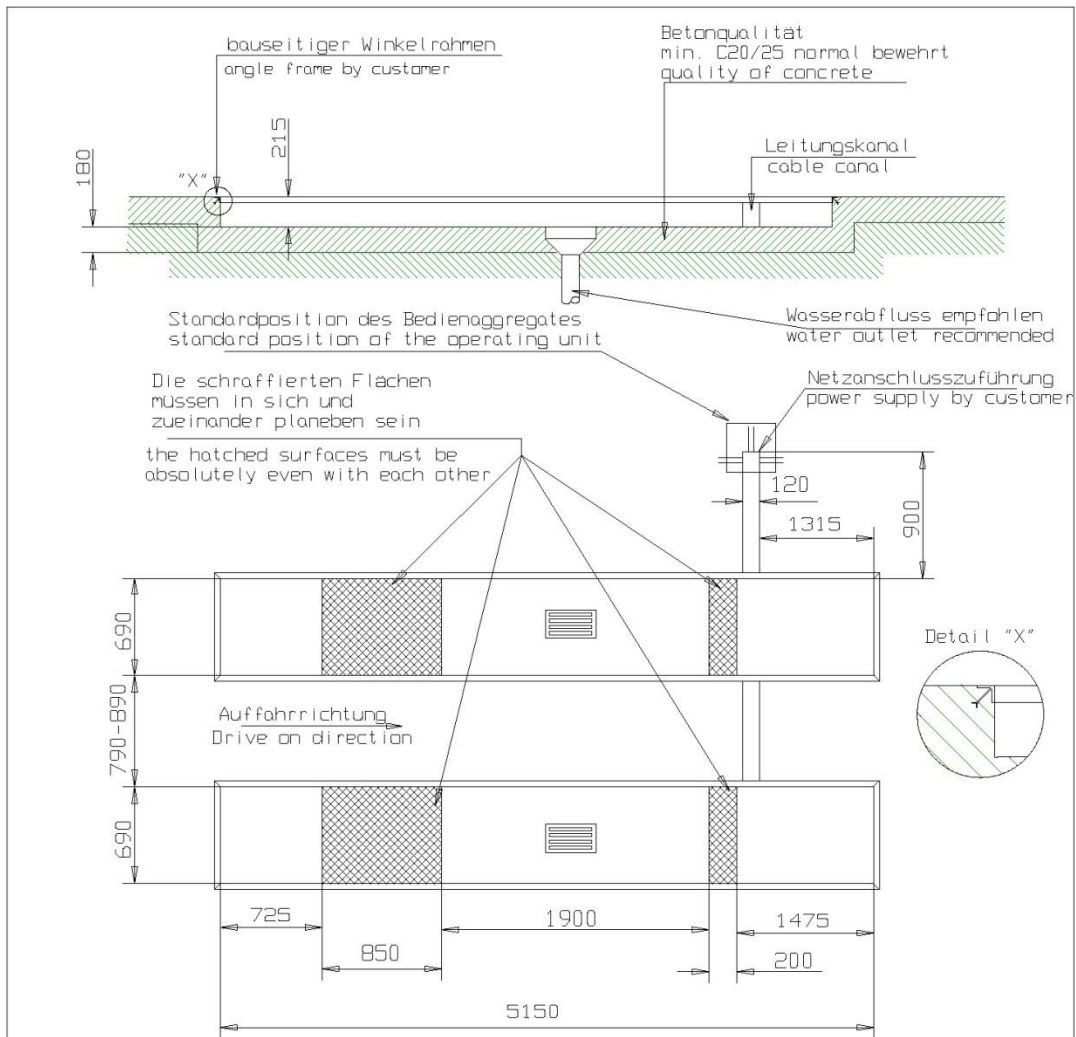 bauseitiger Winkelrahmen
angle frame by customer
Betonqualität
min. C20/25 normal bewehrt
quality of concrete
215
180
"X"
Leitungskanal
cable canal
Standardposition des Bedienaggregates
standard position of the operating unit
Wasserabfluss empfohlen
water outlet recommended
Die schraffierten Flächen
müssen in sich und
zueinander planeben sein
the hatched surfaces must be
absolutely even with each other
Netzanschlusszuführung
power supply by customer
120
1315
900
690
Detail "X"
790-890
Auffahrrichtung
Drive on direction
690
725
1900
1475
850
200
5150